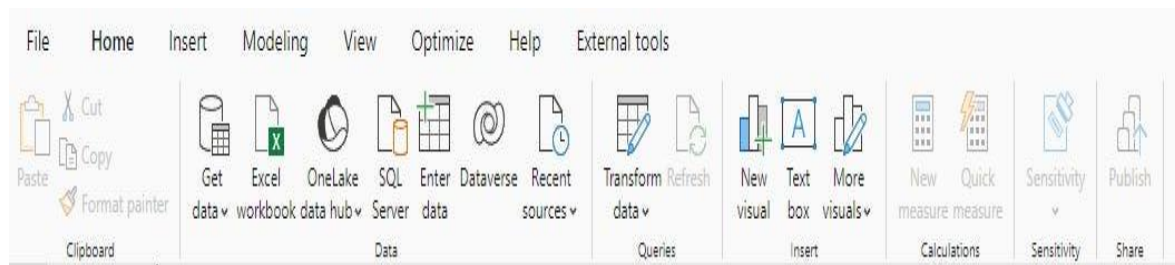 File Home Insert Modeling View Optimize Help External tools
Paste
Cut
Copy
Format painter
Clipboard
Get data
Excel workbook
OneLake data hub
SQL Server
Enter data
Dataverse
Recent sources
Data
Transform data
Refresh
Queries
New visual
A
Text box
More visuals
Insert
New measure
Quick measure
Calculations
Sensitivity
Sensitivity
Publish
Share